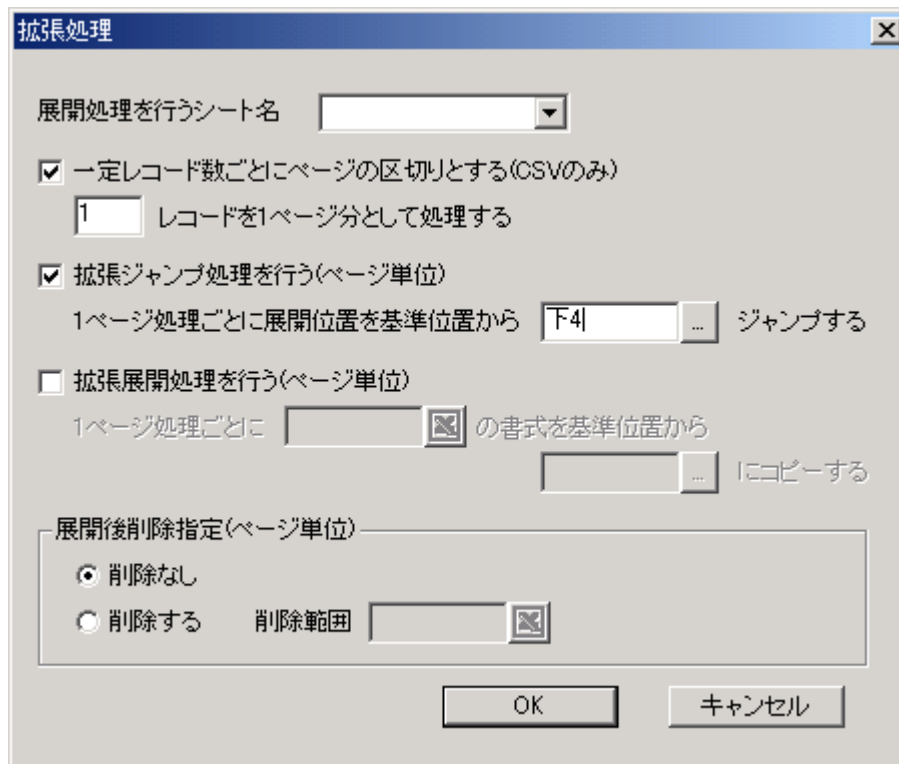 拡張処理
展開処理を行うシート名
一定レコード数ごとにページの区切りとする(CSVのみ)
1 レコードを1ページ分として処理する
拡張ジャンプ処理を行う(ページ単位)
1ページ処理ごとに展開位置を基準位置から 下4 ... ジャンプする
拡張展開処理を行う(ページ単位)
1ページ処理ごとに の書式を基準位置から
... にコピーする
展開後削除指定(ページ単位)
削除なし
削除する 削除範囲
OK キャンセル